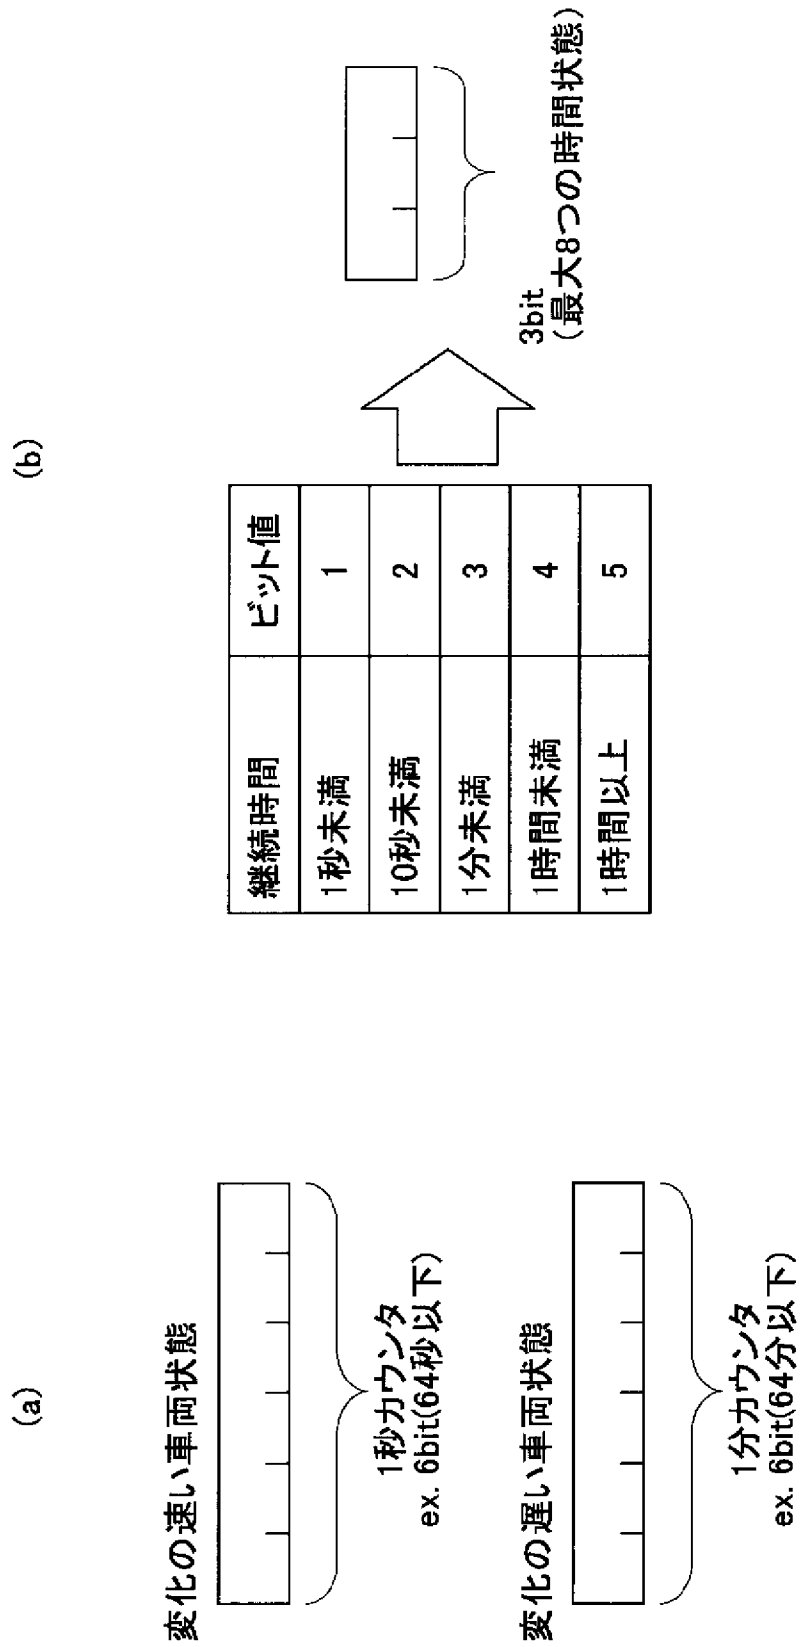 (a)
変化の速い車両状態
1秒カウンタ
ex. 6bit(64秒以下)
変化の遅い車両状態
1分カウンタ
ex. 6bit(64分以下)
(b)
継続時間 ビット値
1秒未満 1
10秒未満 2
1分未満 3
1時間未満 4
1時間以上 5
3bit
(最大8つの時間状態)